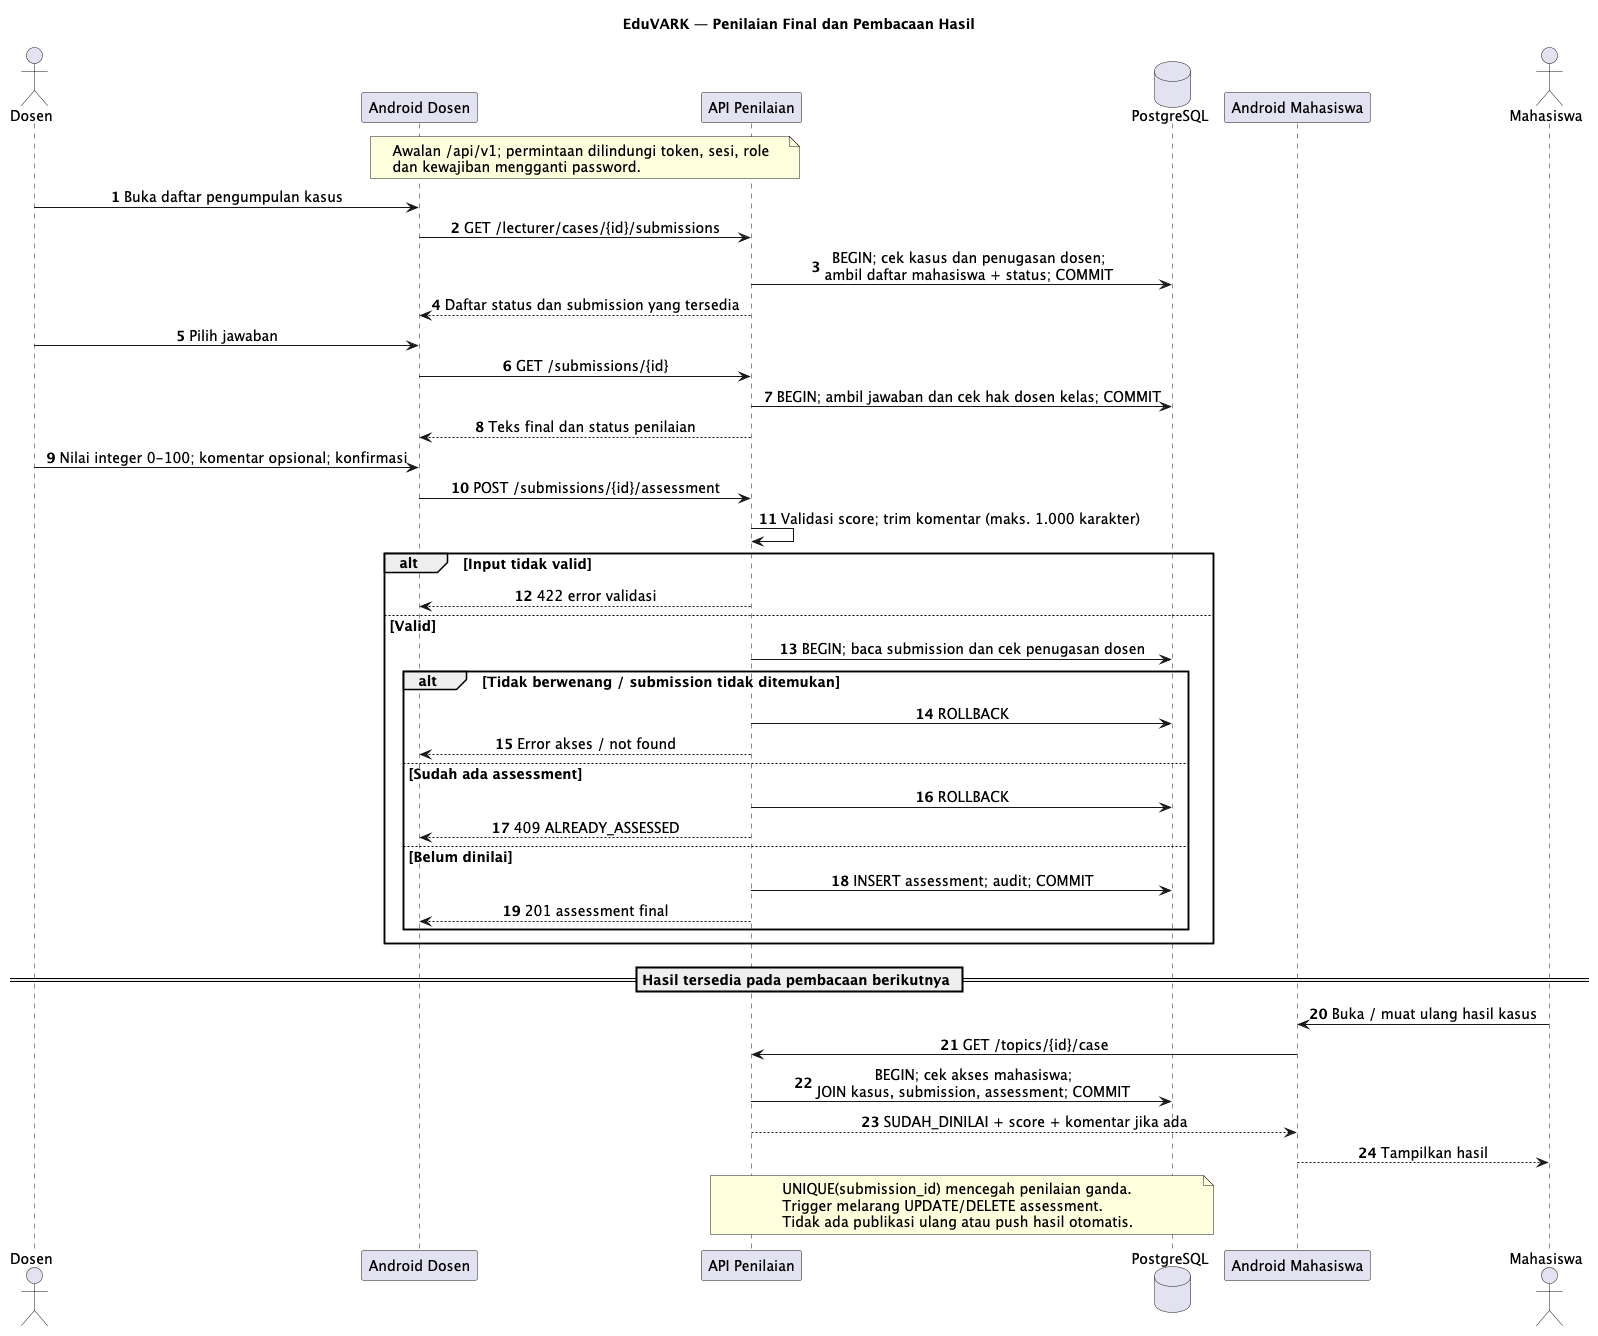 EduVARK — Penilaian Final dan Pembacaan Hasil
Dosen
Android Dosen
API Penilaian
PostgreSQL
Android Mahasiswa
Mahasiswa
Awalan /api/v1; permintaan dilindungi token, sesi, role
dan kewajiban mengganti password.
1 Buka daftar pengumpulan kasus
2 GET /lecturer/cases/{id}/submissions
3 BEGIN; cek kasus dan penugasan dosen;
ambil daftar mahasiswa + status; COMMIT
4 Daftar status dan submission yang tersedia
5 Pilih jawaban
6 GET /submissions/{id}
7 BEGIN; ambil jawaban dan cek hak dosen kelas; COMMIT
8 Teks final dan status penilaian
9 Nilai integer 0–100; komentar opsional; konfirmasi
10 POST /submissions/{id}/assessment
11 Validasi score; trim komentar (maks. 1.000 karakter)
alt [Input tidak valid]
12 422 error validasi
[Valid]
13 BEGIN; baca submission dan cek penugasan dosen
alt [Tidak berwenang / submission tidak ditemukan]
14 ROLLBACK
15 Error akses / not found
[Sudah ada assessment]
16 ROLLBACK
17 409 ALREADY_ASSESSED
[Belum dinilai]
18 INSERT assessment; audit; COMMIT
19 201 assessment final
Hasil tersedia pada pembacaan berikutnya
20 Buka / muat ulang hasil kasus
21 GET /topics/{id}/case
22 BEGIN; cek akses mahasiswa;
JOIN kasus, submission, assessment; COMMIT
23 SUDAH_DINILAI + score + komentar jika ada
24 Tampilkan hasil
UNIQUE(submission_id) mencegah penilaian ganda.
Trigger melarang UPDATE/DELETE assessment.
Tidak ada publikasi ulang atau push hasil otomatis.
Dosen
Android Dosen
API Penilaian
PostgreSQL
Android Mahasiswa
Mahasiswa